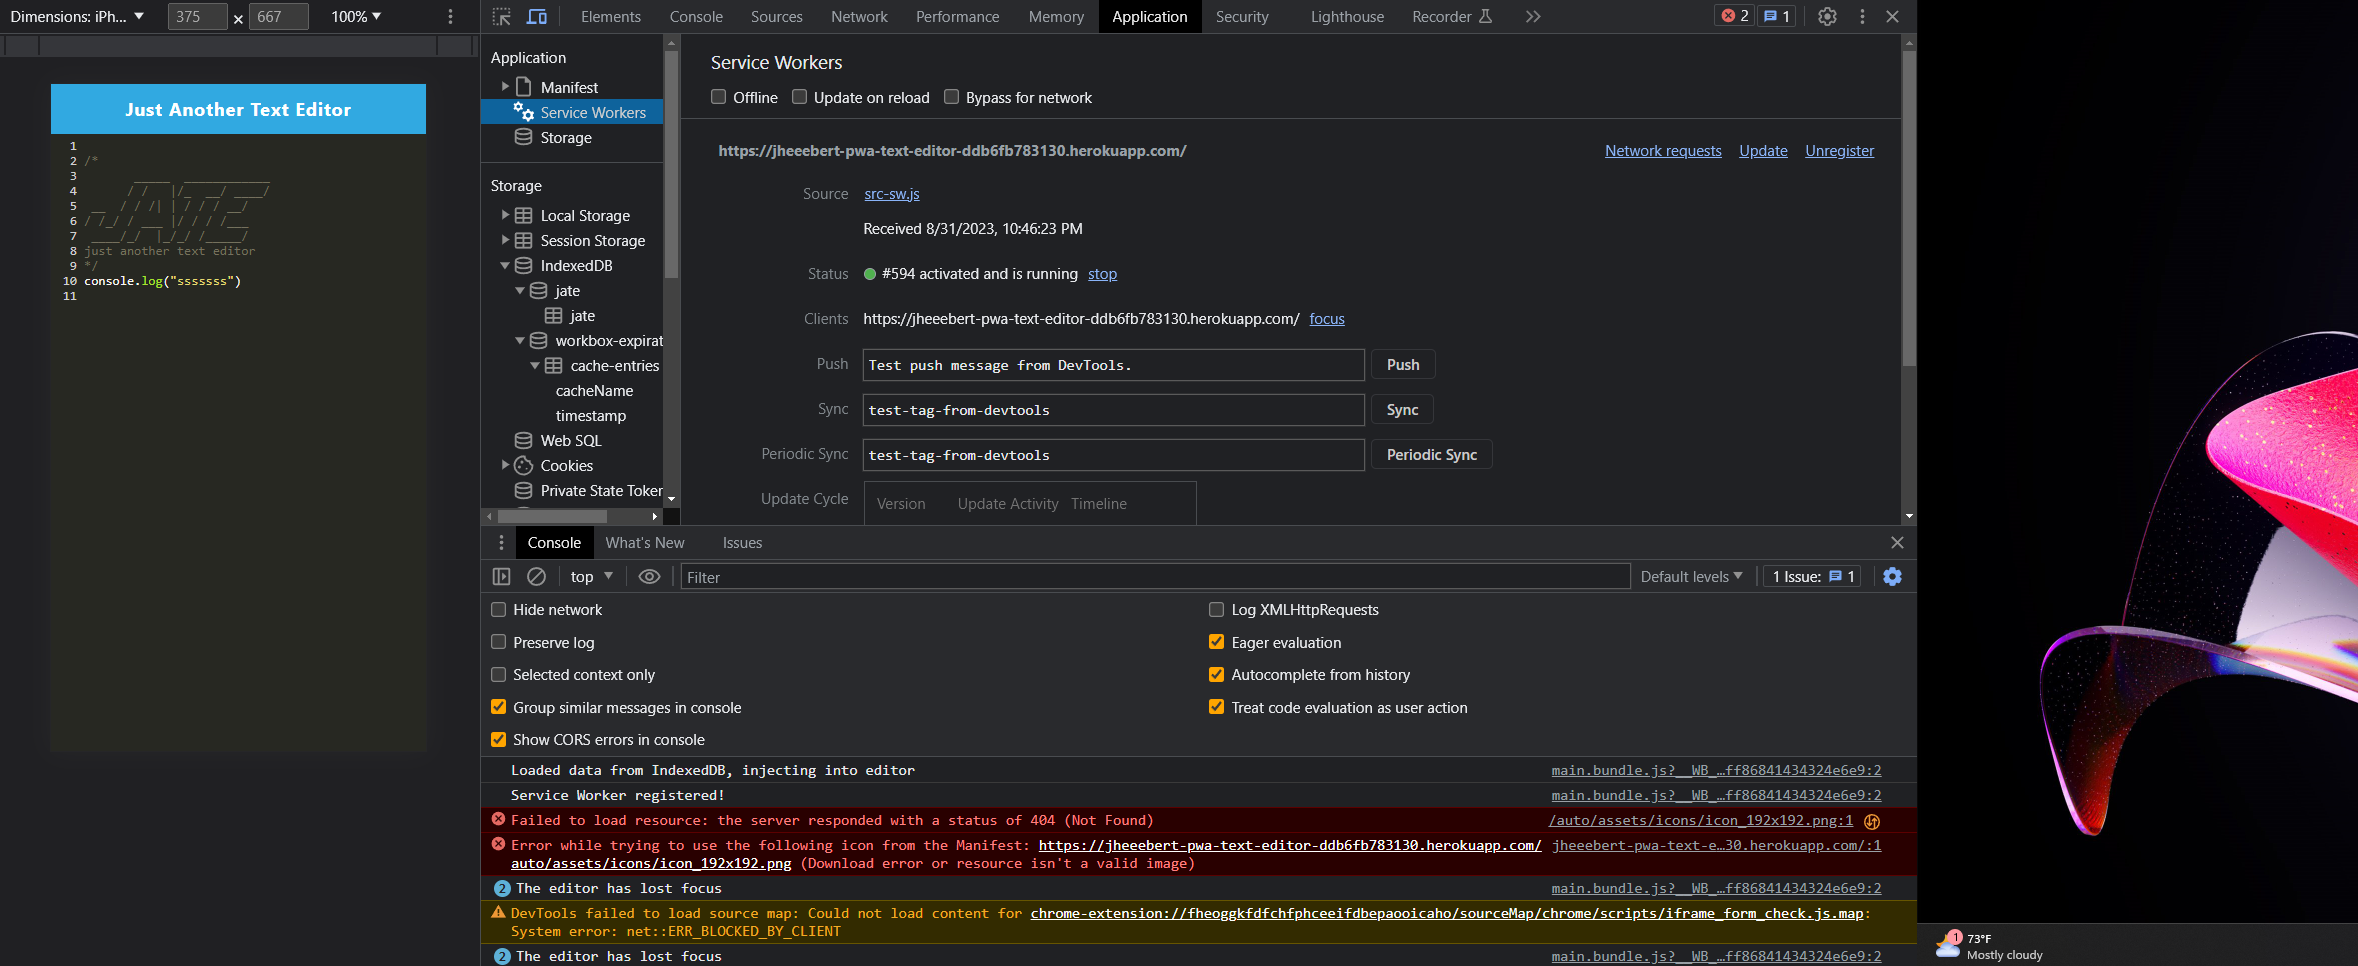 Dimensions: iPh... 375 × 667 100%
Elements Console Sources Network Performance Memory Application Security Lighthouse Recorder 2 1
Just Another Text Editor
1
2 /*
3
4
5
6
7
8 just another text editor
9 */
10 console.log("sssssss")
11
Application
Manifest
Service Workers
Storage
Storage
Local Storage
Session Storage
IndexedDB
jate
jate
workbox-expirat
cache-entries
cacheName
timestamp
Web SQL
Cookies
Private State Toker
Service Workers
Offline Update on reload Bypass for network
https://jheeebert-pwa-text-editor-ddb6fb783130.herokuapp.com/ Network requests Update Unregister
Source src-sw.js
Received 8/31/2023, 10:46:23 PM
Status #594 activated and is running stop
Clients https://jheeebert-pwa-text-editor-ddb6fb783130.herokuapp.com/ focus
Push Test push message from DevTools. Push
Sync test-tag-from-devtools Sync
Periodic Sync test-tag-from-devtools Periodic Sync
Update Cycle Version Update Activity Timeline
Console What's New Issues
top Filter Default levels 1 Issue: 1
Hide network Log XMLHttpRequests
Preserve log Eager evaluation
Selected context only Autocomplete from history
Group similar messages in console Treat code evaluation as user action
Show CORS errors in console
Loaded data from IndexedDB, injecting into editor main.bundle.js?__WB_…ff86841434324e6e9:2
Service Worker registered! main.bundle.js?__WB_…ff86841434324e6e9:2
Failed to load resource: the server responded with a status of 404 (Not Found) /auto/assets/icons/icon_192x192.png:1
Error while trying to use the following icon from the Manifest: https://jheeebert-pwa-text-editor-ddb6fb783130.herokuapp.com/ jheeebert-pwa-text-e…30.herokuapp.com/:1
auto/assets/icons/icon_192x192.png (Download error or resource isn't a valid image)
2 The editor has lost focus main.bundle.js?__WB_…ff86841434324e6e9:2
DevTools failed to load source map: Could not load content for chrome-extension://fheoggkfdfchfphceeifdbepaooicaho/sourceMap/chrome/scripts/iframe_form_check.js.map:
System error: net::ERR_BLOCKED_BY_CLIENT
2 The editor has lost focus main.bundle.js?__WB_…ff86841434324e6e9:2
1 73°F
Mostly cloudy